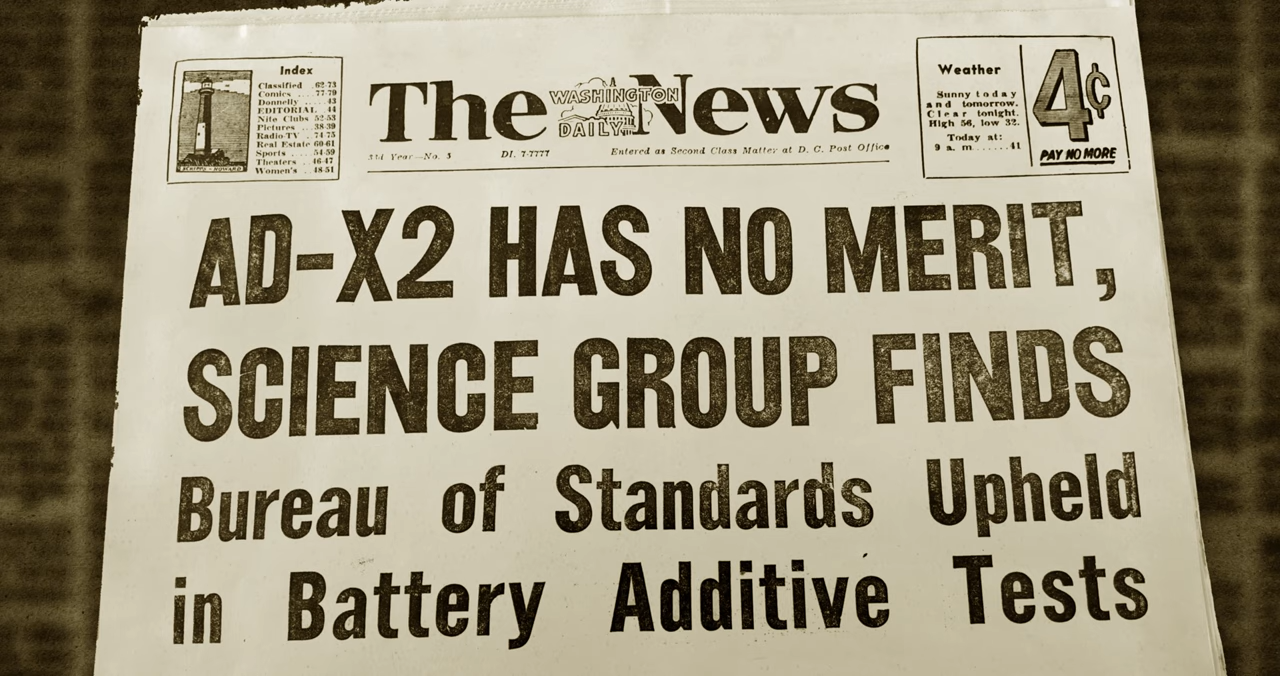 Index
Classified .62-73
Comics ....77-79
Donnelly .....43
EDITORIAL .. 44
Nite Clubs 52-53
Pictures ...38-39
Radio-TV . 74-75
Real Estate 60-61
Sports ....54-59
Theaters ..46-47
Women's ..48-51
SCRIPPS - HOWARD
The WASHINGTON DAILY News
33d Year—No. 3 DI. 7-7777 Entered as Second Class Matter at D. C. Post Office
Weather
Sunny today
and tomorrow.
Clear tonight.
High 56, low 32.
Today at:
9 a. m.......41
4¢
PAY NO MORE
AD-X2 HAS NO MERIT,
SCIENCE GROUP FINDS
Bureau of Standards Upheld
in Battery Additive Tests